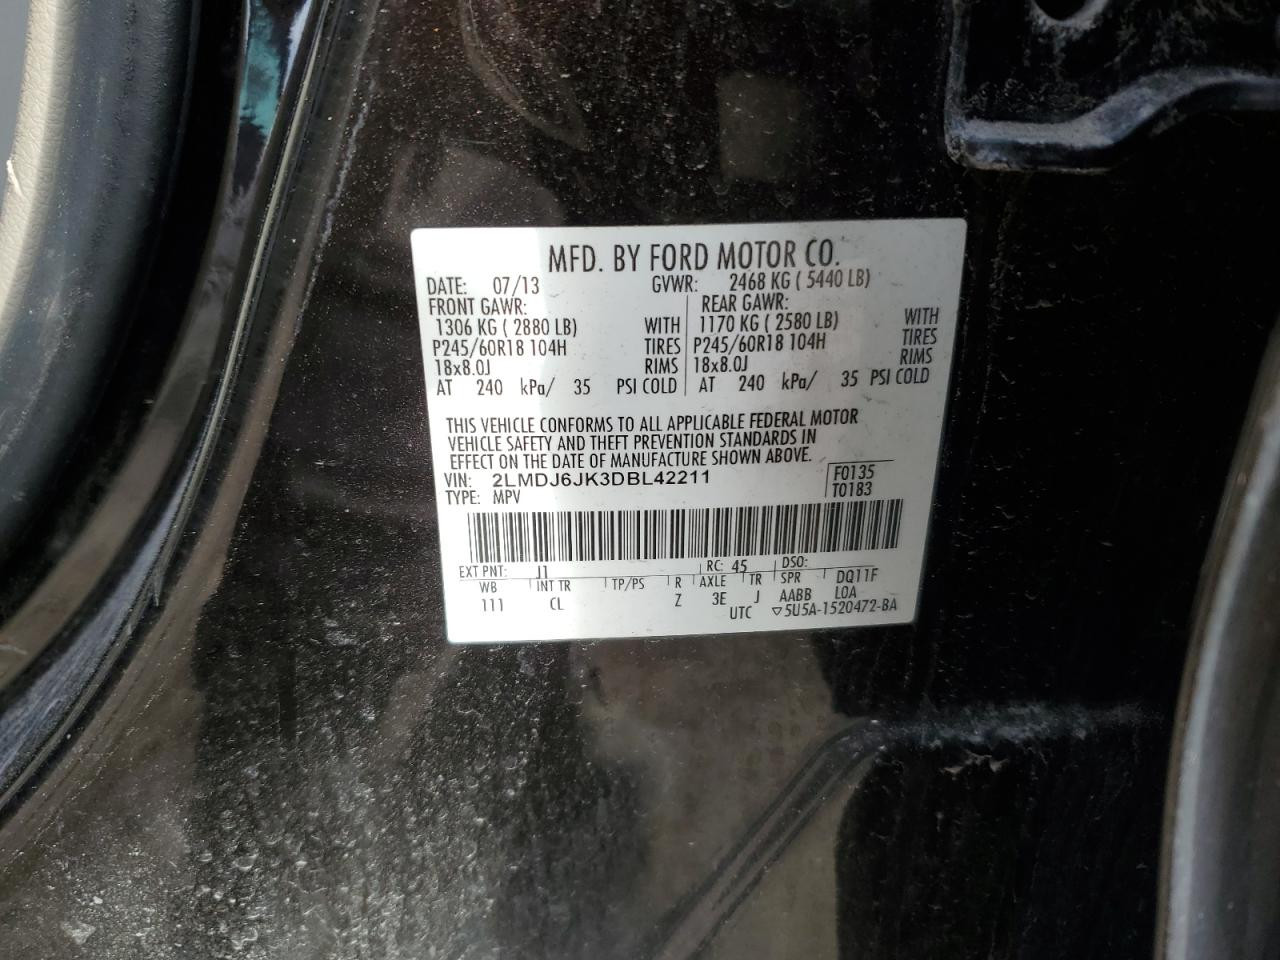 MFD. BY FORD MOTOR CO.
DATE: 07/13 GVWR: 2468 KG ( 5440 LB)
FRONT GAWR: REAR GAWR:
1306 KG ( 2880 LB) WITH 1170 KG ( 2580 LB) WITH
P245/60R18 104H TIRES P245/60R18 104H TIRES
18x8.0J RIMS 18x8.0J RIMS
AT 240 kPa/ 35 PSI COLD AT 240 kPa/ 35 PSI COLD
THIS VEHICLE CONFORMS TO ALL APPLICABLE FEDERAL MOTOR
VEHICLE SAFETY AND THEFT PREVENTION STANDARDS IN
EFFECT ON THE DATE OF MANUFACTURE SHOWN ABOVE.
VIN: 2LMDJ6JK3DBL42211 F0135
TYPE: MPV T0183
EXT PNT: J1 RC: 45 DSO:
WB INT TR TP/PS R AXLE TR SPR DQ11F
111 CL Z 3E J AABB LOA
UTC ▽5U5A-1520472-BA